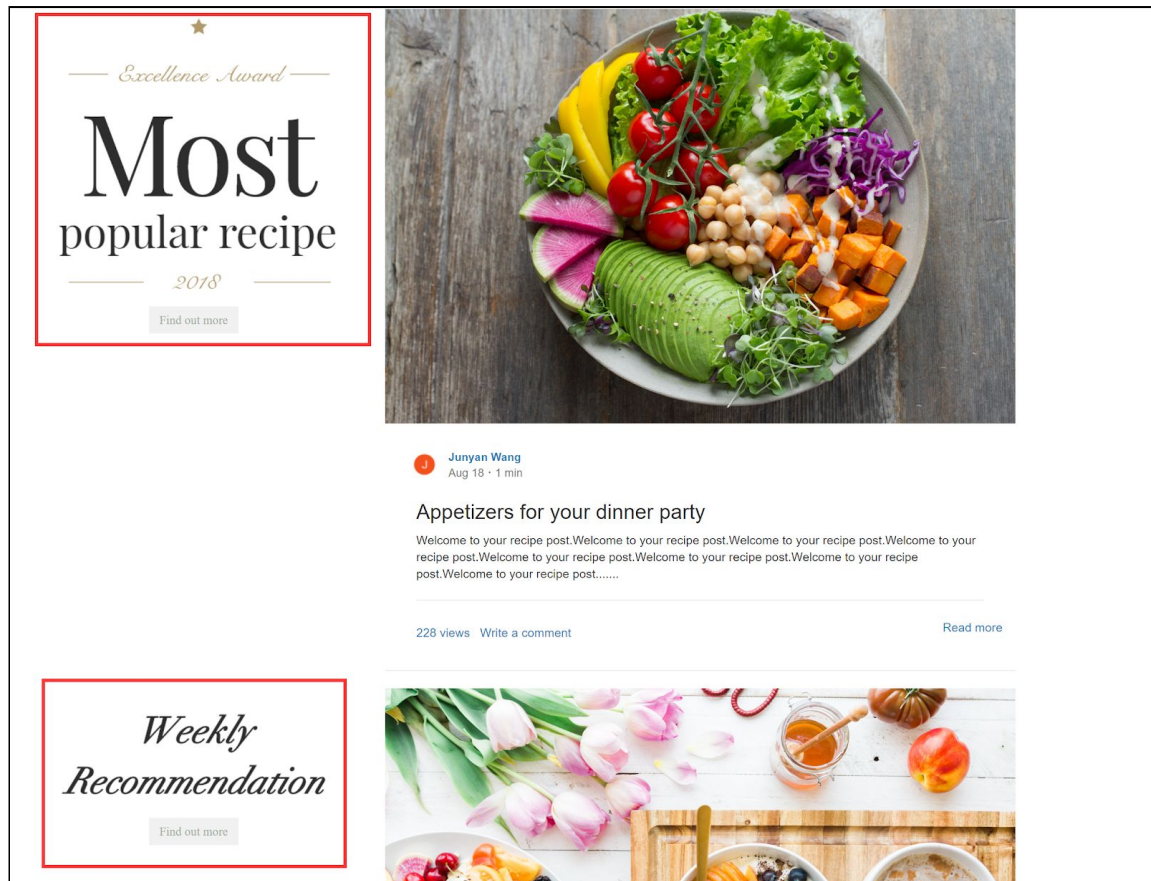 Excellence Award
Most
popular recipe
2018
Find out more
J
Junyan Wang
Aug 18 · 1 min
Appetizers for your dinner party
Welcome to your recipe post.Welcome to your recipe post.Welcome to your recipe post.Welcome to your
recipe post.Welcome to your recipe post.Welcome to your recipe post.Welcome to your recipe
post.Welcome to your recipe post.......
228 views Write a comment
Read more
Weekly
Recommendation
Find out more